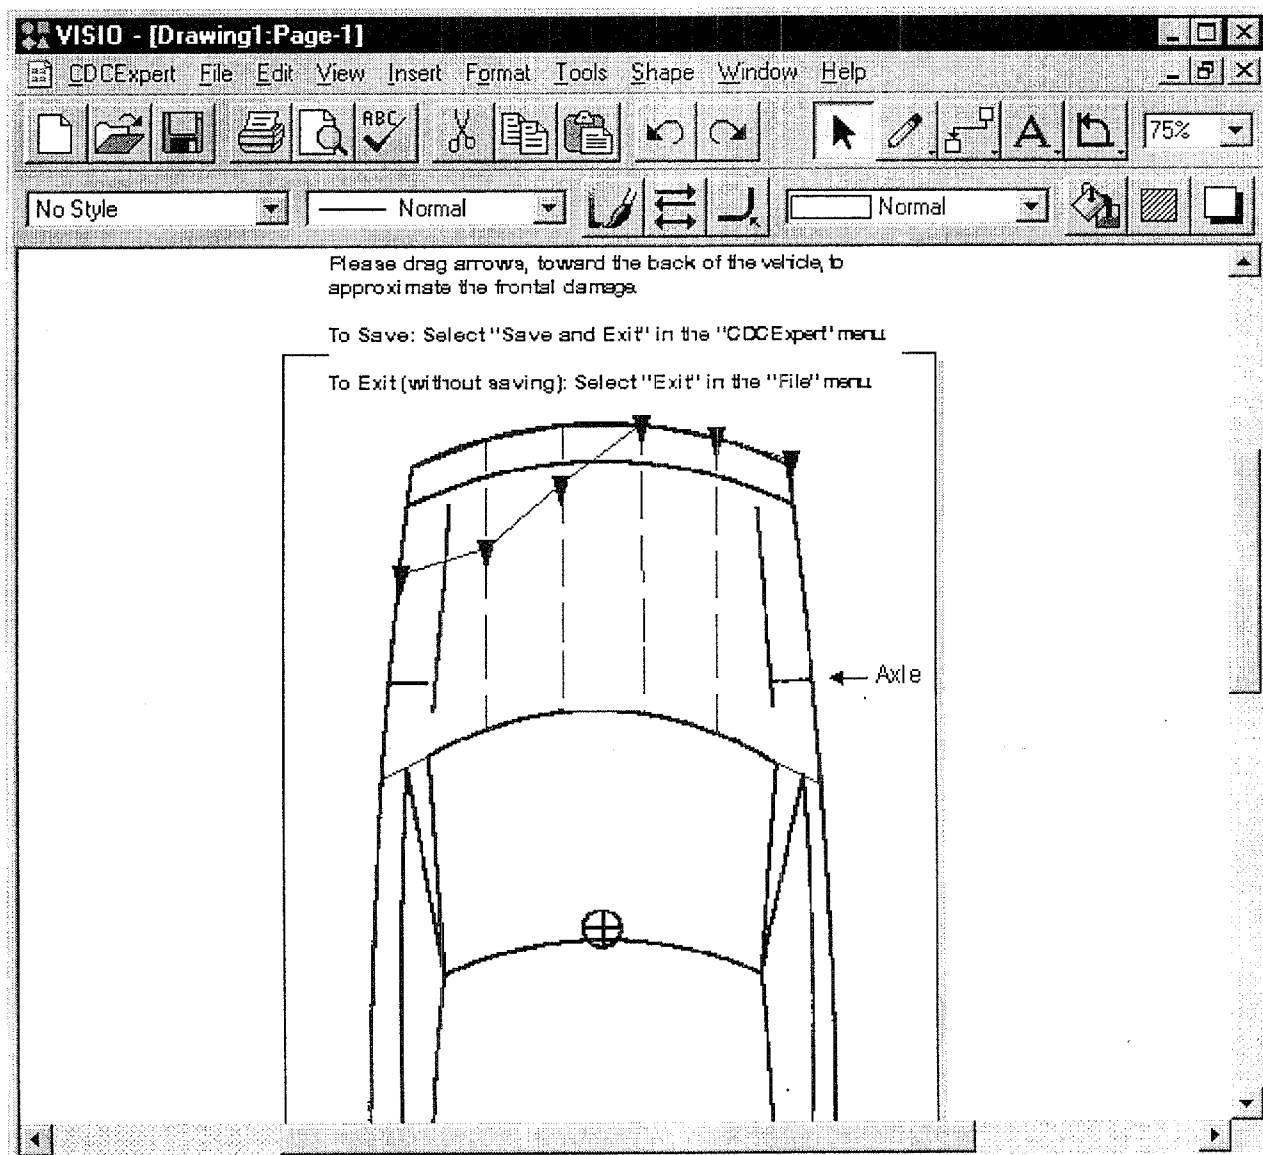 VISIO - [Drawing1:Page-1]
CDCExpert File Edit View Insert Format Tools Shape Window Help
ABC
A
75%
No Style
Normal
Normal
Please drag arrows, toward the back of the vehicle, to
approximate the frontal damage.
To Save: Select "Save and Exit" in the "CDCExpert" menu.
To Exit (without saving): Select "Exit" in the "File" menu.
Axle